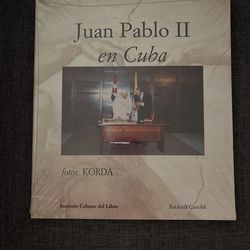 Juan Pablo II
en Cuba
fotos: KORDA
Instituto Cubano del Libro
Baldini&Castoldi